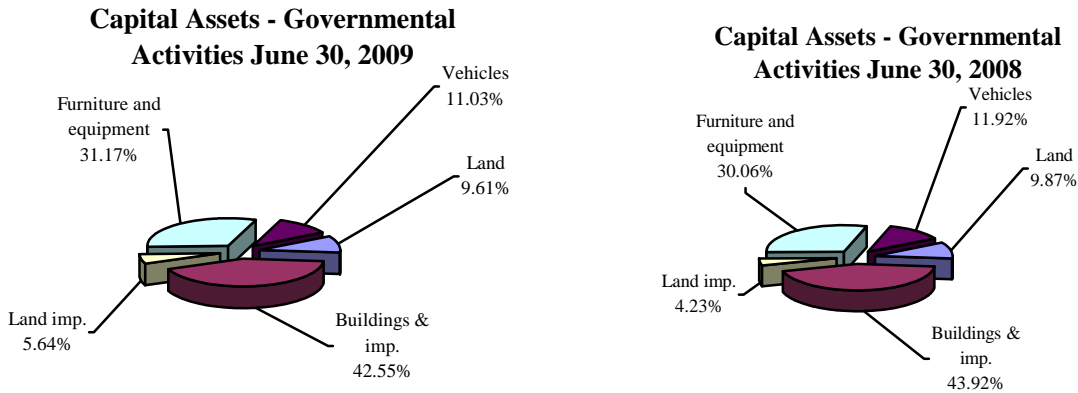 Capital Assets - Governmental
Activities June 30, 2009
Vehicles
11.03%
Furniture and
equipment
31.17%
Land
9.61%
Land imp.
5.64%
Buildings &
imp.
42.55%
Capital Assets - Governmental
Activities June 30, 2008
Vehicles
11.92%
Furniture and
equipment
30.06%
Land
9.87%
Land imp.
4.23%
Buildings &
imp.
43.92%